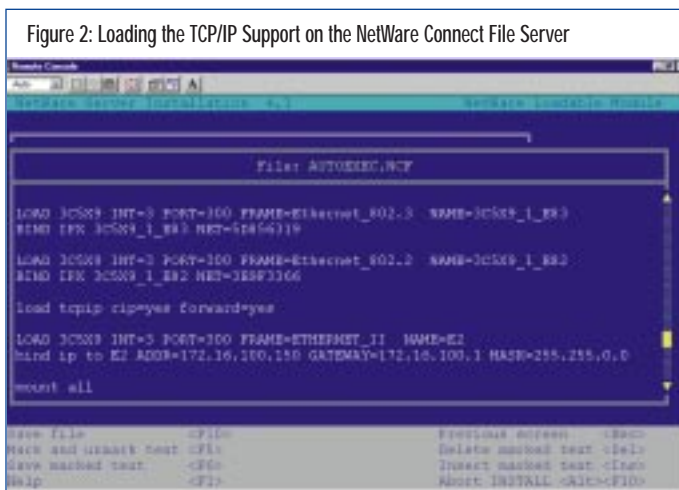 Figure 2: Loading the TCP/IP Support on the NetWare Connect File Server
Remote Console
Auto
NetWare Server Installation 4.1 NetWare Loadable Module
File: AUTOEXEC.NCF
LOAD 3C5X9 INT=3 PORT=300 FRAME=Ethernet_802.3 NAME=3C5X9_1_E83
BIND IPX 3C5X9_1_E83 NET=5D856319
LOAD 3C5X9 INT=3 PORT=300 FRAME=Ethernet_802.2 NAME=3C5X9_1_E82
BIND IPX 3C5X9_1_E82 NET=3E9F3366
load tcpip rip=yes forward=yes
LOAD 3C5X9 INT=3 PORT=300 FRAME=ETHERNET_II NAME=E2
bind ip to E2 ADDR=172.16.100.150 GATEWAY=172.16.100.1 MASK=255.255.0.0
mount all
Save file <F10> Previous screen <Esc>
Mark and unmark text <F5> Delete marked text <Del>
Save marked text <F6> Insert marked text <Ins>
Help <F1> Abort INSTALL <Alt><F10>